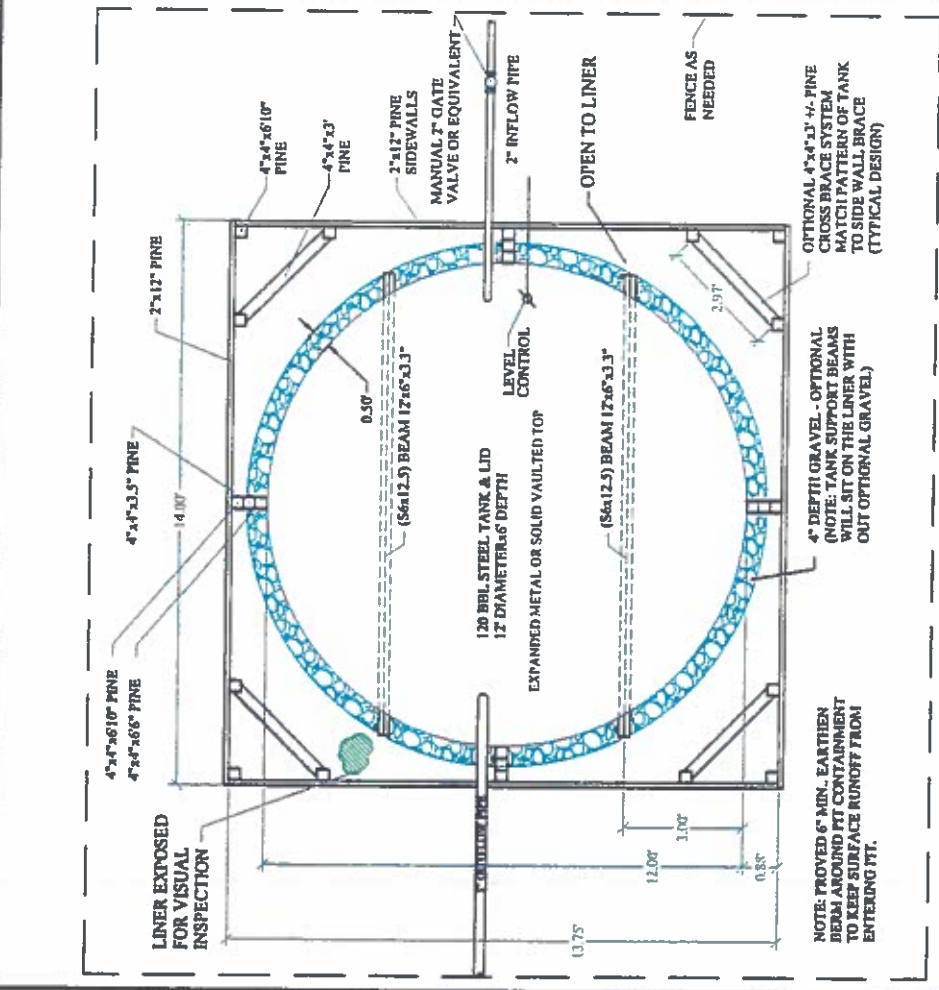 4"x4"x6'10" PINE
4"x4"x6'6" PINE
4"x4"x3.5" PINE
2"x12" PINE
4"x4"x6'10"
PINE
4"x4"x3'
PINE
2"x12" PINE
SIDEWALLS
MANUAL 2" GATE
VALVE OR EQUIVALENT
2" INFLOW PIPE
OPEN TO LINER
FENCE AS
NEEDED
14.00'
LINER EXPOSED
FOR VISUAL
INSPECTION
0.50'
(S6x12.5) BEAM 12'x6"x3.3"
LEVEL
CONTROL
120 BBL STEEL TANK & LID
12' DIAMETERx6' DEPTH
EXPANDED METAL OR SOLID VAULTED TOP
(S6x12.5) BEAM 12'x6"x3.3"
2.97'
OPTIONAL 4"x4"x3' +/- PINE
CROSS BRACE SYSTEM
MATCH PATTERN OF TANK
TO SIDE WALL BRACE
(TYPICAL DESIGN)
4" DEPTH GRAVEL - OPTIONAL
(NOTE: TANK SUPPORT BEAMS
WILL SIT ON THE LINER WITH
OUT OPTIONAL GRAVEL)
PIPE
3.00'
12.00'
0.88'
13.75'
NOTE: PROVED 6" MIN. EARTHEN
BERM AROUND PIT CONTAINMENT
TO KEEP SURFACE RUNOFF FROM
ENTERING PIT.